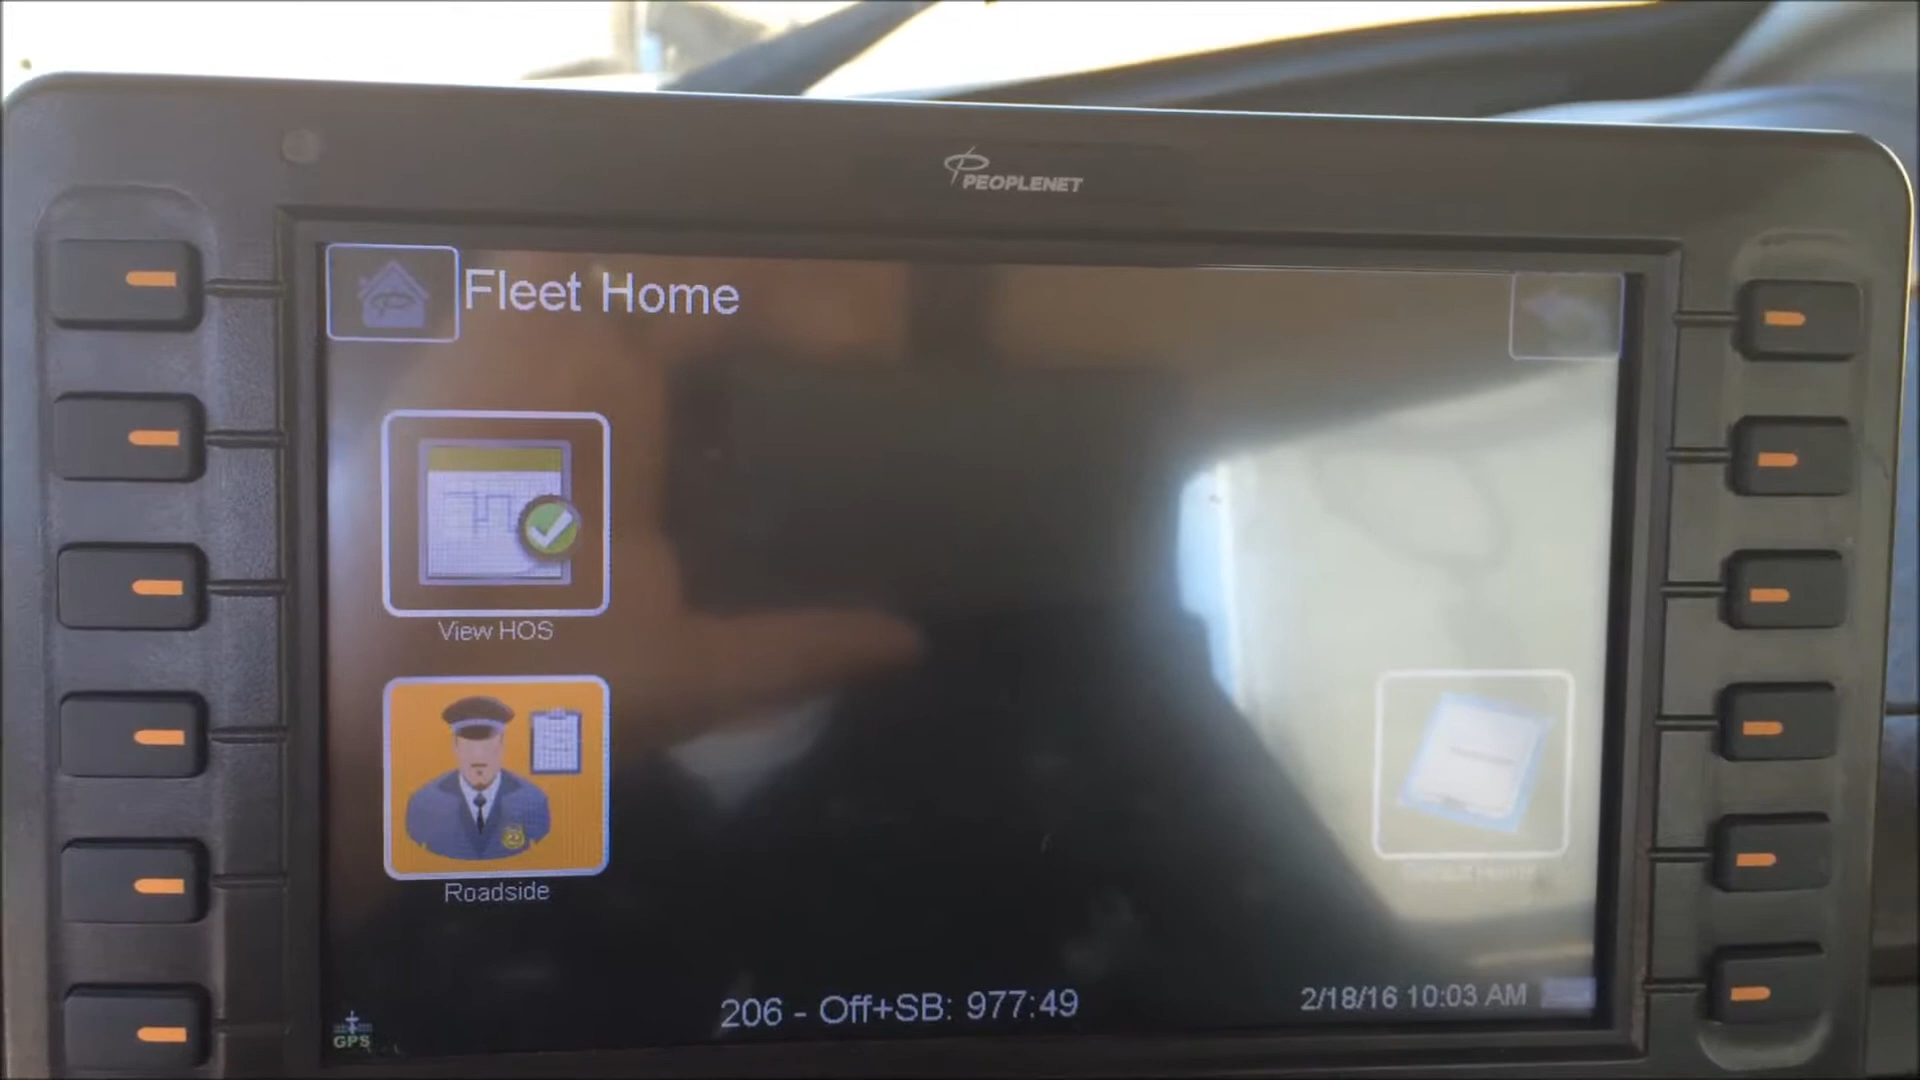 PEOPLENET
Fleet Home
View HOS
Roadside
206 - Off+SB: 977:49
2/18/16 10:03 AM
GPS